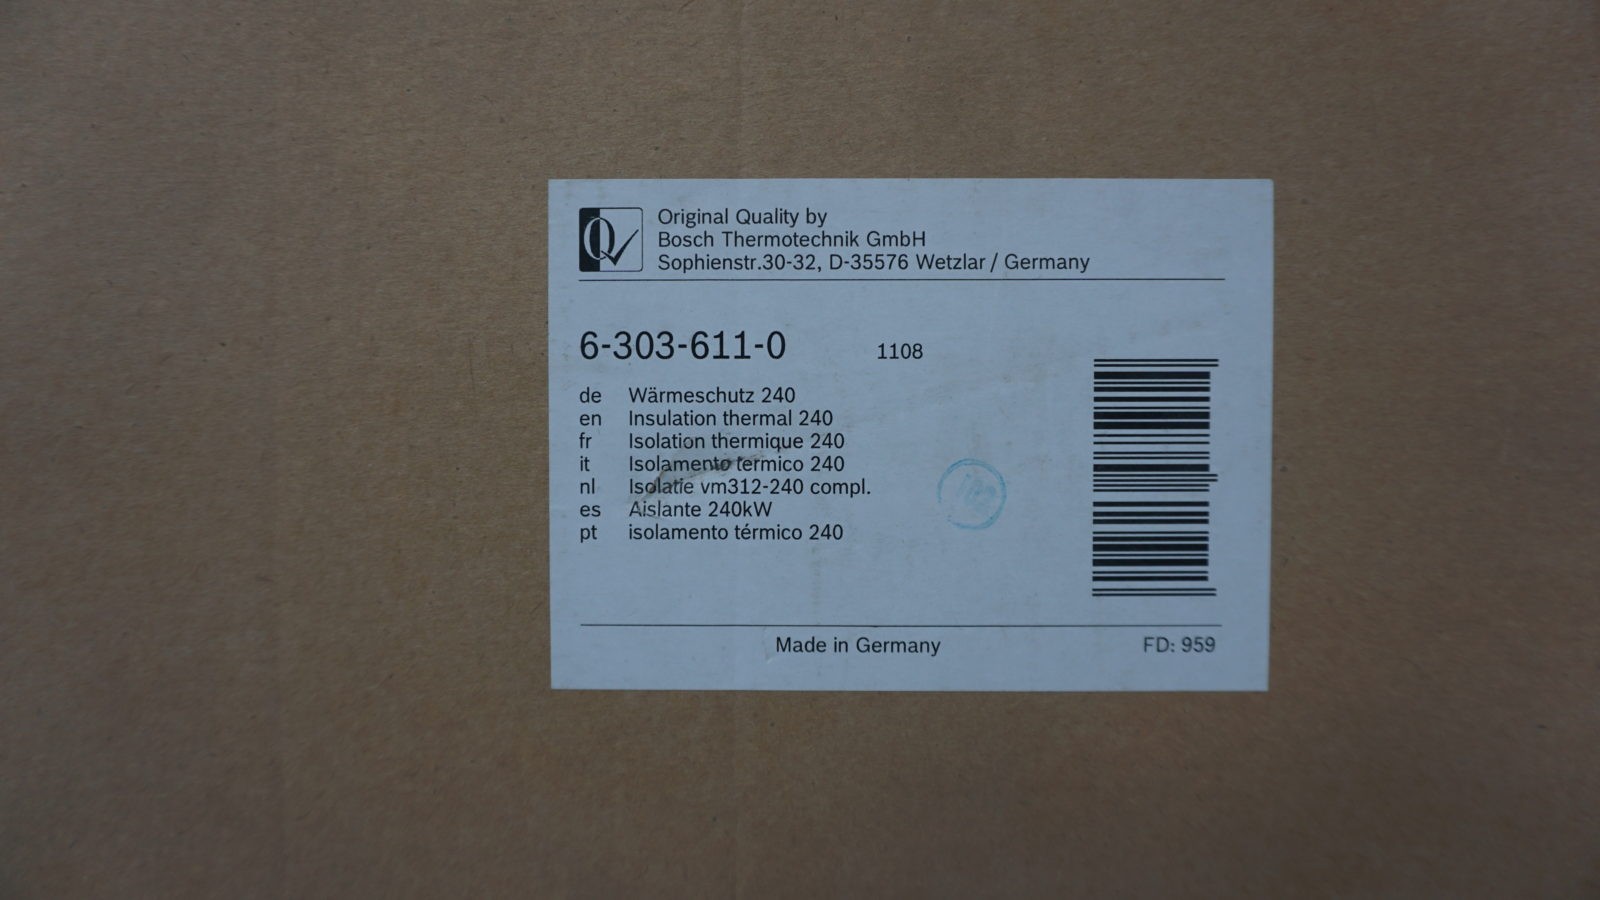 Original Quality by
Bosch Thermotechnik GmbH
Sophienstr.30-32, D-35576 Wetzlar / Germany
6-303-611-0 1108
de Wärmeschutz 240
en Insulation thermal 240
fr Isolation thermique 240
it Isolamento termico 240
nl Isolatie vm312-240 compl.
es Aislante 240kW
pt isolamento térmico 240
Made in Germany FD: 959